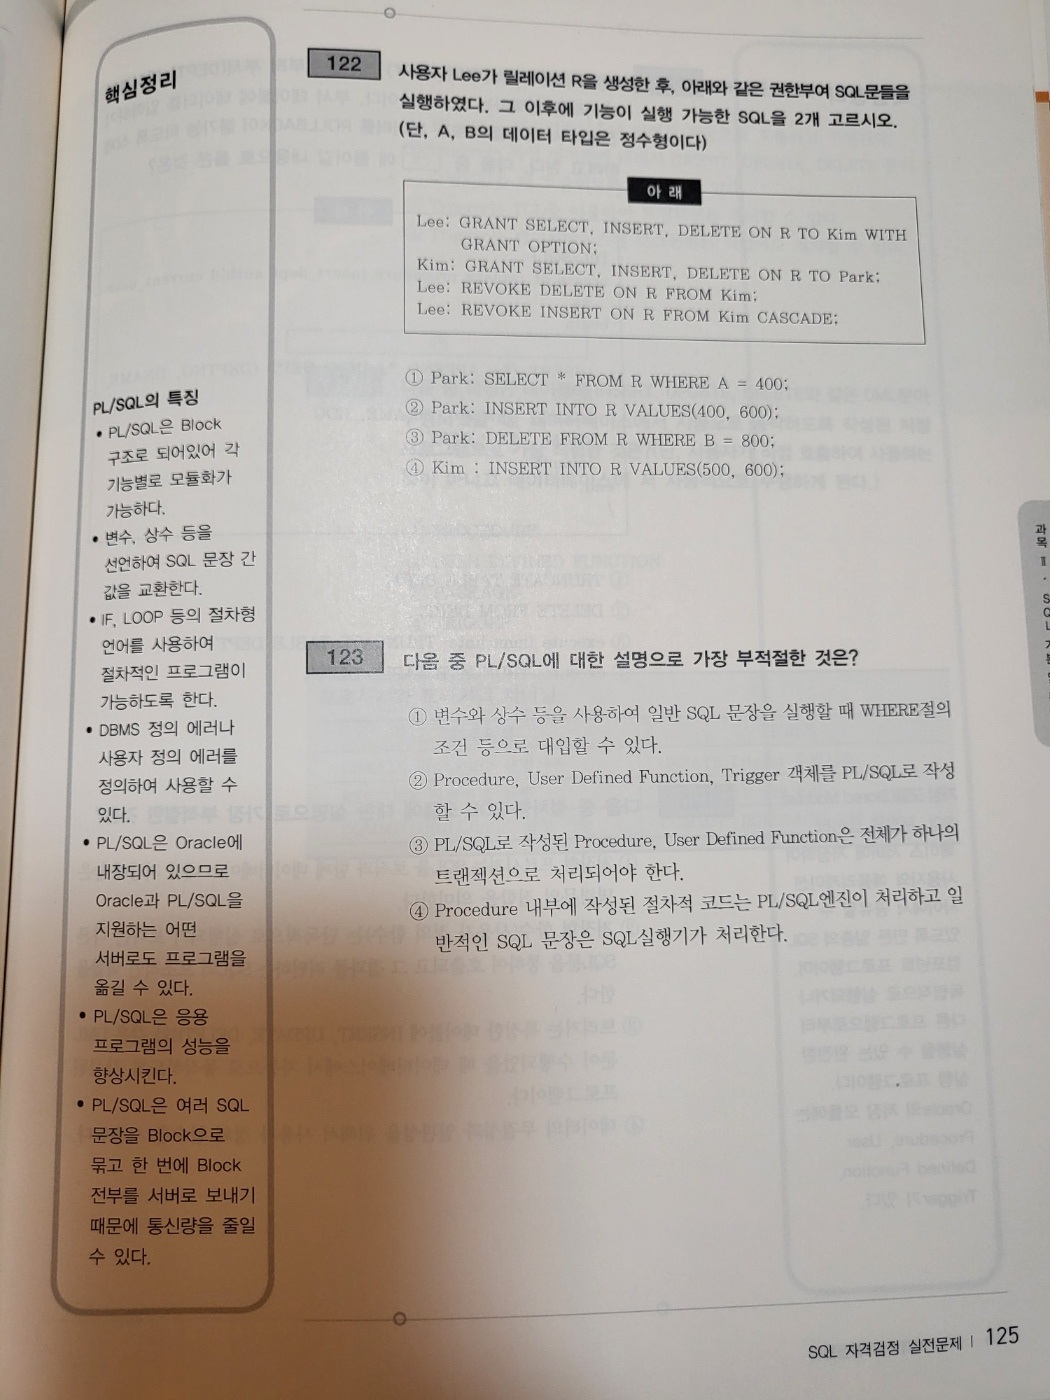 핵심정리
PL/SQL의 특징
• PL/SQL은 Block
구조로 되어있어 각
기능별로 모듈화가
가능하다.
• 변수, 상수 등을
선언하여 SQL 문장 간
값을 교환한다.
• IF, LOOP 등의 절차형
언어를 사용하여
절차적인 프로그램이
가능하도록 한다.
• DBMS 정의 에러나
사용자 정의 에러를
정의하여 사용할 수
있다.
• PL/SQL은 Oracle에
내장되어 있으므로
Oracle과 PL/SQL을
지원하는 어떤
서버로도 프로그램을
옮길 수 있다.
• PL/SQL은 응용
프로그램의 성능을
향상시킨다.
• PL/SQL은 여러 SQL
문장을 Block으로
묶고 한 번에 Block
전부를 서버로 보내기
때문에 통신량을 줄일
수 있다.
122 사용자 Lee가 릴레이션 R을 생성한 후, 아래와 같은 권한부여 SQL문들을
실행하였다. 그 이후에 기능이 실행 가능한 SQL을 2개 고르시오.
(단, A, B의 데이터 타입은 정수형이다)
아 래
Lee: GRANT SELECT, INSERT, DELETE ON R TO Kim WITH
GRANT OPTION;
Kim: GRANT SELECT, INSERT, DELETE ON R TO Park;
Lee: REVOKE DELETE ON R FROM Kim;
Lee: REVOKE INSERT ON R FROM Kim CASCADE;
① Park: SELECT * FROM R WHERE A = 400;
② Park: INSERT INTO R VALUES(400, 600);
③ Park: DELETE FROM R WHERE B = 800;
④ Kim : INSERT INTO R VALUES(500, 600);
123 다음 중 PL/SQL에 대한 설명으로 가장 부적절한 것은?
① 변수와 상수 등을 사용하여 일반 SQL 문장을 실행할 때 WHERE절의
조건 등으로 대입할 수 있다.
② Procedure, User Defined Function, Trigger 객체를 PL/SQL로 작성
할 수 있다.
③ PL/SQL로 작성된 Procedure, User Defined Function은 전체가 하나의
트랜젝션으로 처리되어야 한다.
④ Procedure 내부에 작성된 절차적 코드는 PL/SQL엔진이 처리하고 일
반적인 SQL 문장은 SQL실행기가 처리한다.
과목 II
SQL 자격검정 실전문제 | 125